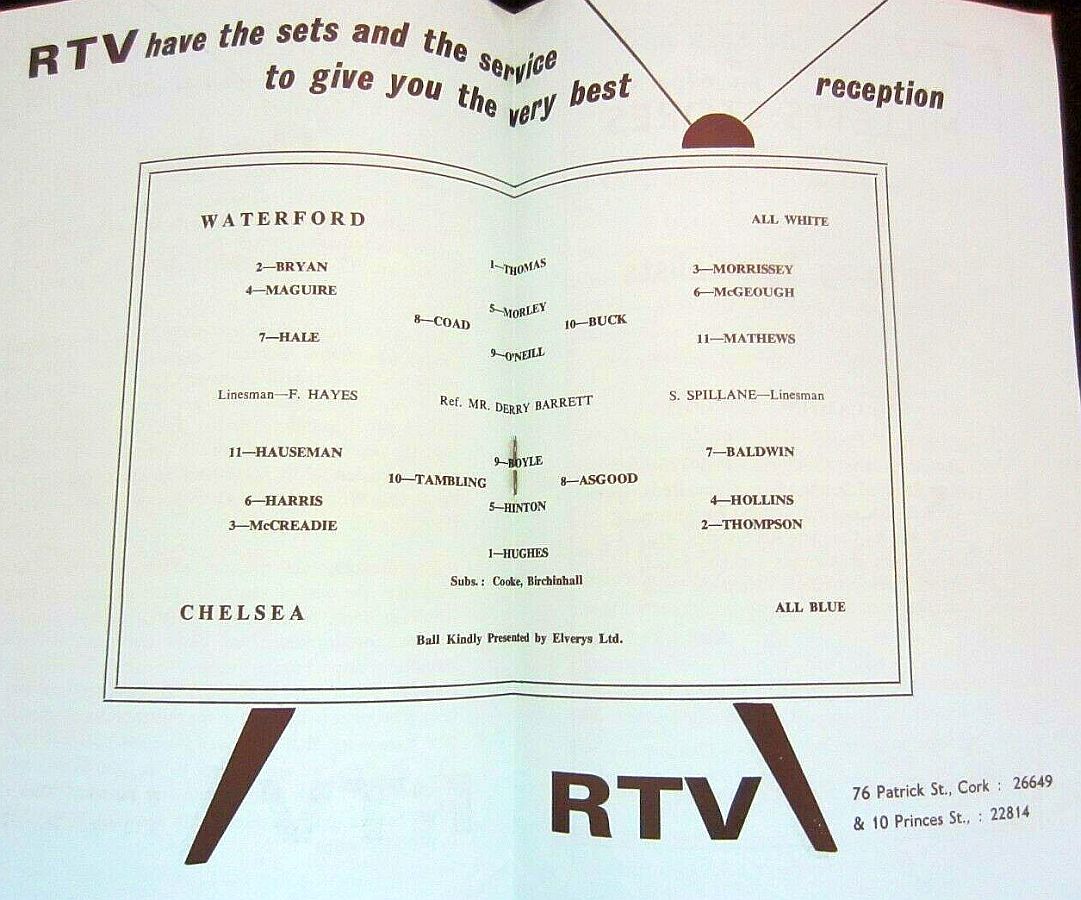 RTV have the sets and the service
to give you the very best reception
WATERFORD ALL WHITE
2—BRYAN 1—THOMAS 3—MORRISSEY
4—MAGUIRE 5—MORLEY 6—McGEOUGH
8—COAD 10—BUCK
7—HALE 9—O'NEILL 11—MATHEWS
Linesman—F. HAYES Ref. MR. DERRY BARRETT S. SPILLANE—Linesman
11—HAUSEMAN 9—BOYLE 7—BALDWIN
10—TAMBLING 8—ASGOOD
6—HARRIS 5—HINTON 4—HOLLINS
3—McCREADIE 2—THOMPSON
1—HUGHES
Subs.: Cooke, Birchinhall
CHELSEA ALL BLUE
Ball Kindly Presented by Elverys Ltd.
RTV
76 Patrick St., Cork : 26649
& 10 Princes St., : 22814